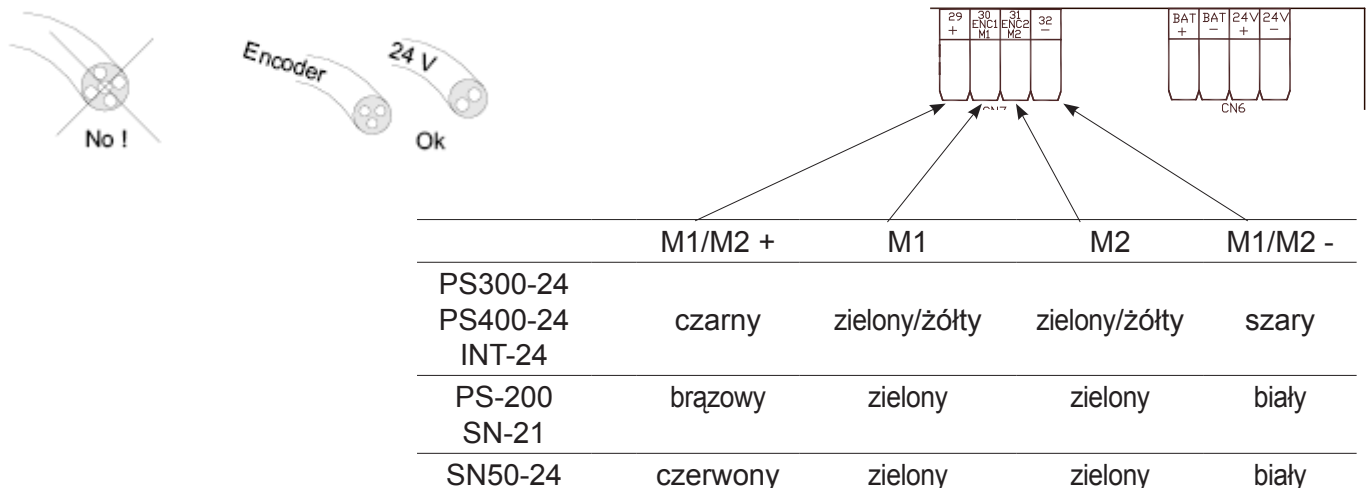 No !
Encoder
24 V
Ok
29 30 31 32
+ ENC1 ENC2 -
M1 M2
CN7
BAT BAT 24V 24V
+ - + -
CN6
M1/M2 + M1 M2 M1/M2 -
PS300-24
PS400-24 czarny zielony/żółty zielony/żółty szary
INT-24
PS-200 brązowy zielony zielony biały
SN-21
SN50-24 czerwony zielony zielony biały